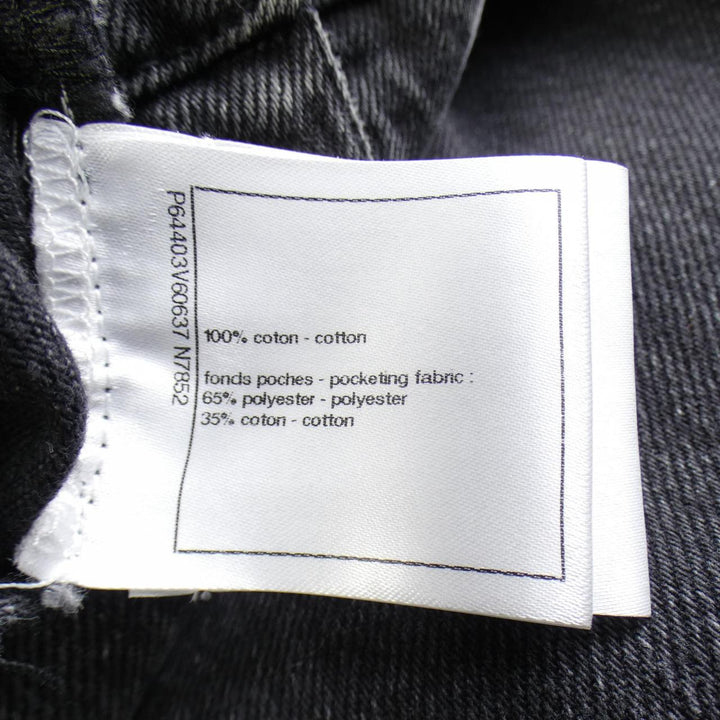 P64403V60637 N7852
100% coton - cotton
fonds poches - pocketing fabric :
65% polyester - polyester
35% coton - cotton